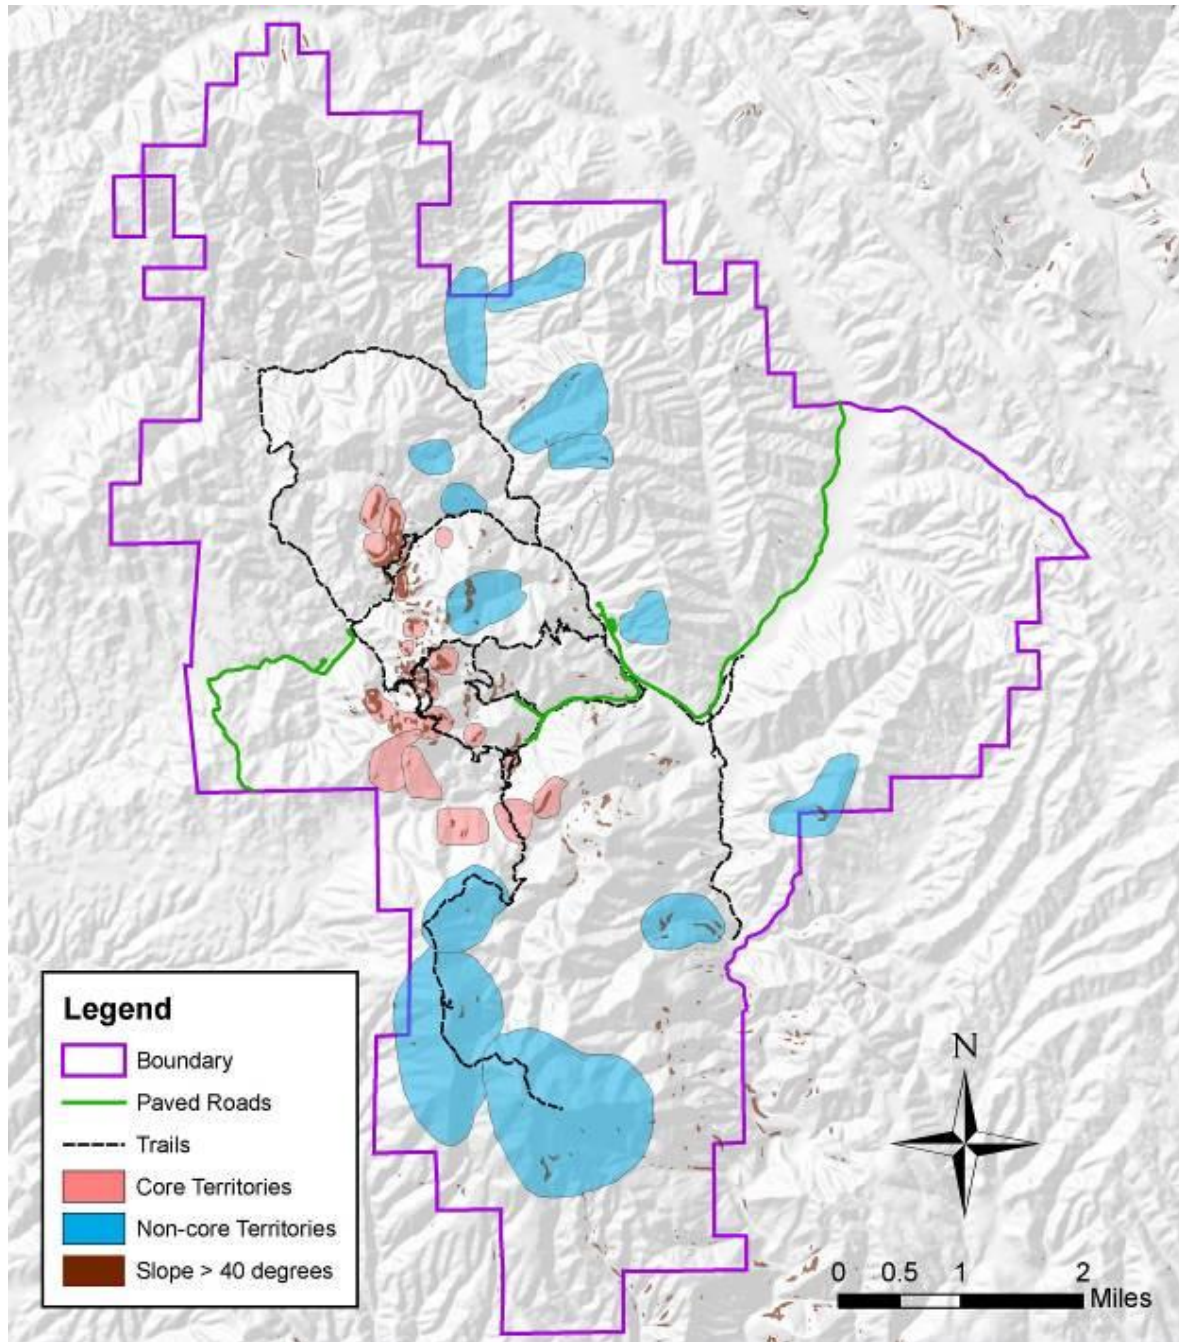 Legend
Boundary
Paved Roads
Trails
Core Territories
Non-core Territories
Slope > 40 degrees
N
0 0.5 1 2
Miles